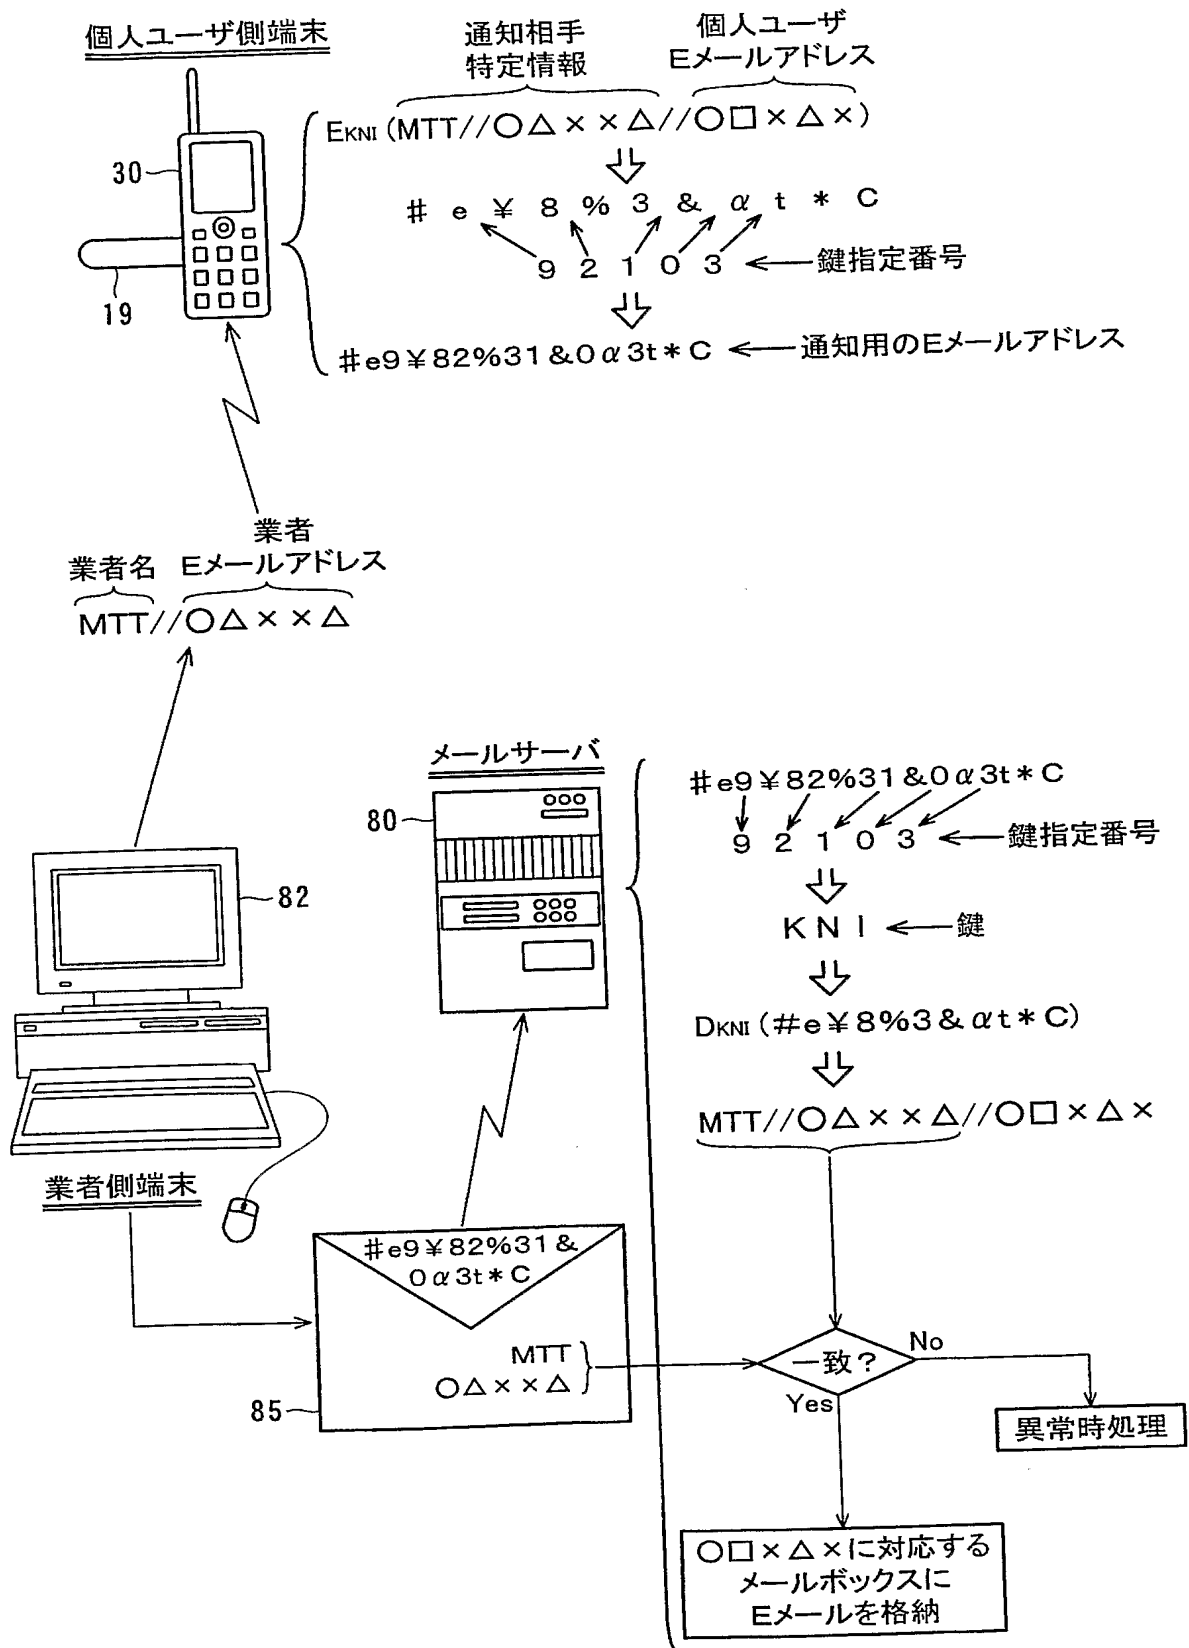 個人ユーザ側端末
通知相手
特定情報
個人ユーザ
Eメールアドレス
EKNI (MTT//○△××△//○□×△×)
30
# e ¥ 8 % 3 & α t * C
9 2 1 0 3 ←鍵指定番号
19
#e9¥82%31&0α3t*C ←通知用のEメールアドレス
業者
業者名 Eメールアドレス
MTT//○△××△
メールサーバ
80
#e9¥82%31&0α3t*C
9 2 1 0 3 ←鍵指定番号
82
KNI ←鍵
DKNI (#e¥8%3&αt*C)
MTT//○△××△//○□×△×
業者側端末
#e9¥82%31&
0α3t*C
MTT
○△××△
85
一致?
No
Yes
異常時処理
○□×△×に対応する
メールボックスに
Eメールを格納